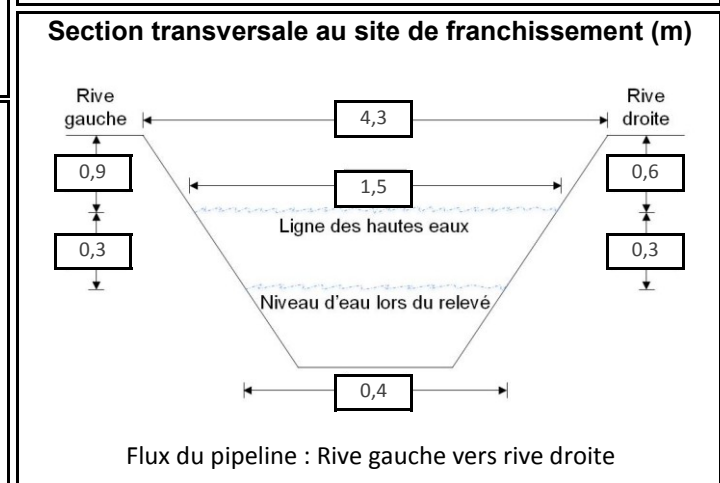 Section transversale au site de franchissement (m)
Rive
gauche
Rive
droite
4,3
0,9
0,6
1,5
Ligne des hautes eaux
0,3
0,3
Niveau d'eau lors du relevé
0,4
Flux du pipeline : Rive gauche vers rive droite